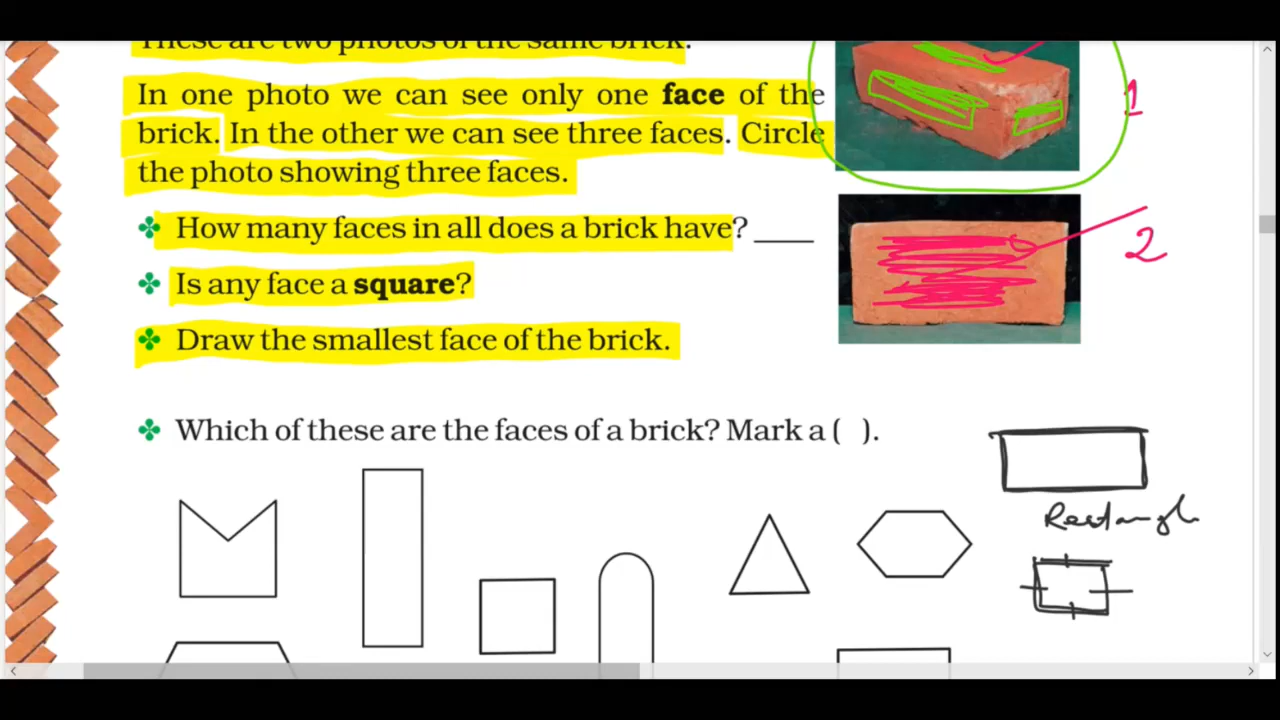 These are two photos of the same brick.
In one photo we can see only one face of the
brick. In the other we can see three faces. Circle
the photo showing three faces.
How many faces in all does a brick have? ____
Is any face a square?
Draw the smallest face of the brick.
Which of these are the faces of a brick? Mark a ( ).
1
2
Rectangle